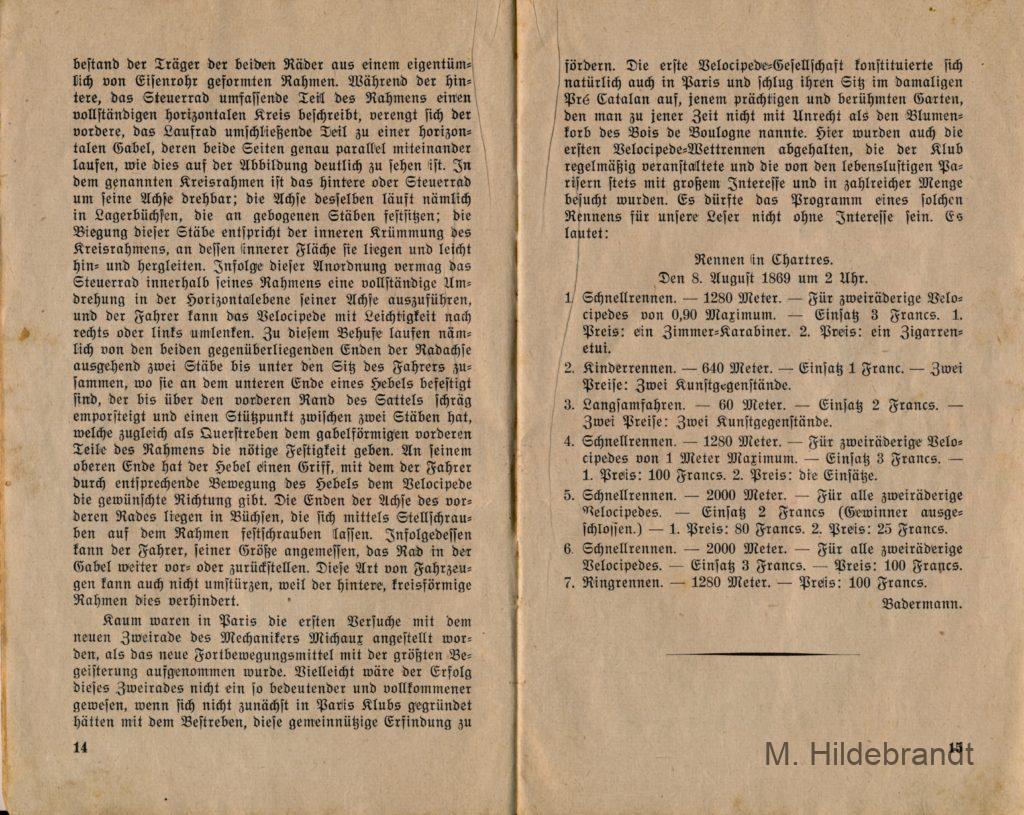 bestand der Träger der beiden Räder aus einem eigentüm-
lich von Eisenrohr geformten Rahmen. Während der hin-
tere, das Steuerrad umfassende Teil des Rahmens einen
vollständigen horizontalen Kreis beschreibt, verengt sich der
vordere, das Laufrad umschließende Teil zu einer horizon-
talen Gabel, deren beide Seiten genau parallel miteinander
laufen, wie dies auf der Abbildung deutlich zu sehen ist. In
dem genannten Kreisrahmen ist das hintere oder Steuerrad
um seine Achse drehbar; die Achse desselben läuft nämlich
in Lagerbüchsen, die an gebogenen Stäben festsitzen; die
Biegung dieser Stäbe entspricht der inneren Krümmung des
Kreisrahmens, an dessen innerer Fläche sie liegen und leicht
hin- und hergleiten. Infolge dieser Anordnung vermag das
Steuerrad innerhalb seines Rahmens eine vollständige Um-
drehung in der Horizontalebene seiner Achse auszuführen,
und der Fahrer kann das Velocipede mit Leichtigkeit nach
rechts oder links umlenken. Zu diesem Behufe laufen näm-
lich von den beiden gegenüberliegenden Enden der Radachse
ausgehend zwei Stäbe bis unter den Sitz des Fahrers zu-
sammen, wo sie an dem unteren Ende eines Hebels befestigt
sind, der bis über den vorderen Rand des Sattels schräg
emporsteigt und einen Stützpunkt zwischen zwei Stäben hat,
welche zugleich als Querstreben dem gabelförmigen vorderen
Teile des Rahmens die nötige Festigkeit geben. An seinem
oberen Ende hat der Hebel einen Griff, mit dem der Fahrer
durch entsprechende Bewegung des Hebels dem Velocipede
die gewünschte Richtung gibt. Die Enden der Achse des vor-
deren Rades liegen in Büchsen, die sich mittels Stellschrau-
ben auf dem Rahmen festschrauben lassen. Infolgedessen
kann der Fahrer, seiner Größe angemessen, das Rad in der
Gabel weiter vor- oder zurückstellen. Diese Art von Fahrzeu-
gen kann auch nicht umstürzen, weil der hintere, kreisförmige
Rahmen dies verhindert.
Kaum waren in Paris die ersten Versuche mit dem
neuen Zweirade des Mechanikers Michaux angestellt wor-
den, als das neue Fortbewegungsmittel mit der größten Be-
geisterung aufgenommen wurde. Vielleicht wäre der Erfolg
dieses Zweirades nicht ein so bedeutender und vollkommener
gewesen, wenn sich nicht zunächst in Paris Klubs gegründet
hätten mit dem Bestreben, diese gemeinnützige Erfindung zu
14
fördern. Die erste Velocipede-Gesellschaft konstituierte sich
natürlich auch in Paris und schlug ihren Sitz im damaligen
Pré Catalan auf, jenem prächtigen und berühmten Garten,
den man zu jener Zeit nicht mit Unrecht als den Blumen-
korb des Bois de Boulogne nannte. Hier wurden auch die
ersten Velocipede-Wettrennen abgehalten, die der Klub
regelmäßig veranstaltete und die von den lebenslustigen Pa-
risern stets mit großem Interesse und in zahlreicher Menge
besucht wurden. Es dürfte das Programm eines solchen
Rennens für unsere Leser nicht ohne Interesse sein. Es
lautet:
Rennen in Chartres.
Den 8. August 1869 um 2 Uhr.
1. Schnellrennen. — 1280 Meter. — Für zweiräderige Velo-
cipedes von 0,90 Maximum. — Einsatz 3 Francs. 1.
Preis: ein Zimmer-Karabiner. 2. Preis: ein Zigarren-
etui.
2. Kinderrennen. — 640 Meter. — Einsatz 1 Franc. — Zwei
Preise: Zwei Kunstgegenstände.
3. Langsamfahren. — 60 Meter. — Einsatz 2 Francs. —
Zwei Preise: Zwei Kunstgegenstände.
4. Schnellrennen. — 1280 Meter. — Für zweiräderige Velo-
cipedes von 1 Meter Maximum. — Einsatz 3 Francs. —
1. Preis: 100 Francs. 2. Preis: die Einsätze.
5. Schnellrennen. — 2000 Meter. — Für alle zweiräderige
Velocipedes. — Einsatz 2 Francs (Gewinner ausge-
schlossen.) — 1. Preis: 80 Francs. 2. Preis: 25 Francs.
6. Schnellrennen. — 2000 Meter. — Für alle zweiräderige
Velocipedes. — Einsatz 3 Francs. — Preis: 100 Francs.
7. Ringrennen. — 1280 Meter. — Preis: 100 Francs.
Badermann.
15
M. Hildebrandt